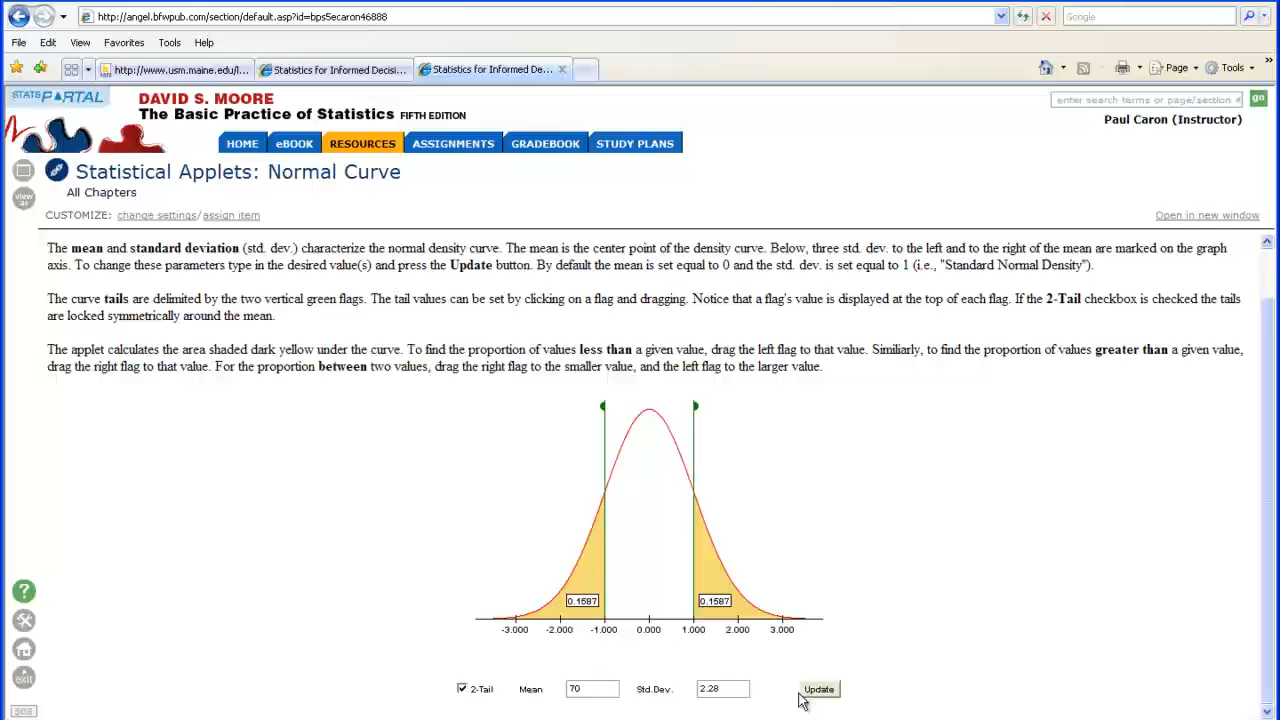 http://angel.bfwpub.com/section/default.asp?id=bps5ecaron46888
Google
File Edit View Favorites Tools Help
http://www.usm.maine.edu/l... Statistics for Informed Decisi... Statistics for Informed De... Page Tools
STATSPORTAL
DAVID S. MOORE
The Basic Practice of Statistics FIFTH EDITION
enter search terms or page/section # go
Paul Caron (Instructor)
HOME eBOOK RESOURCES ASSIGNMENTS GRADEBOOK STUDY PLANS
Statistical Applets: Normal Curve
view as
All Chapters
CUSTOMIZE: change settings/assign item Open in new window
The mean and standard deviation (std. dev.) characterize the normal density curve. The mean is the center point of the density curve. Below, three std. dev. to the left and to the right of the mean are marked on the graph
axis. To change these parameters type in the desired value(s) and press the Update button. By default the mean is set equal to 0 and the std. dev. is set equal to 1 (i.e., "Standard Normal Density").
The curve tails are delimited by the two vertical green flags. The tail values can be set by clicking on a flag and dragging. Notice that a flag's value is displayed at the top of each flag. If the 2-Tail checkbox is checked the tails
are locked symmetrically around the mean.
The applet calculates the area shaded dark yellow under the curve. To find the proportion of values less than a given value, drag the left flag to that value. Similiarly, to find the proportion of values greater than a given value,
drag the right flag to that value. For the proportion between two values, drag the right flag to the smaller value, and the left flag to the larger value.
0.1587 0.1587
-3.000 -2.000 -1.000 0.000 1.000 2.000 3.000
?
exit
2-Tail Mean 70 Std.Dev. 2.28 Update
508